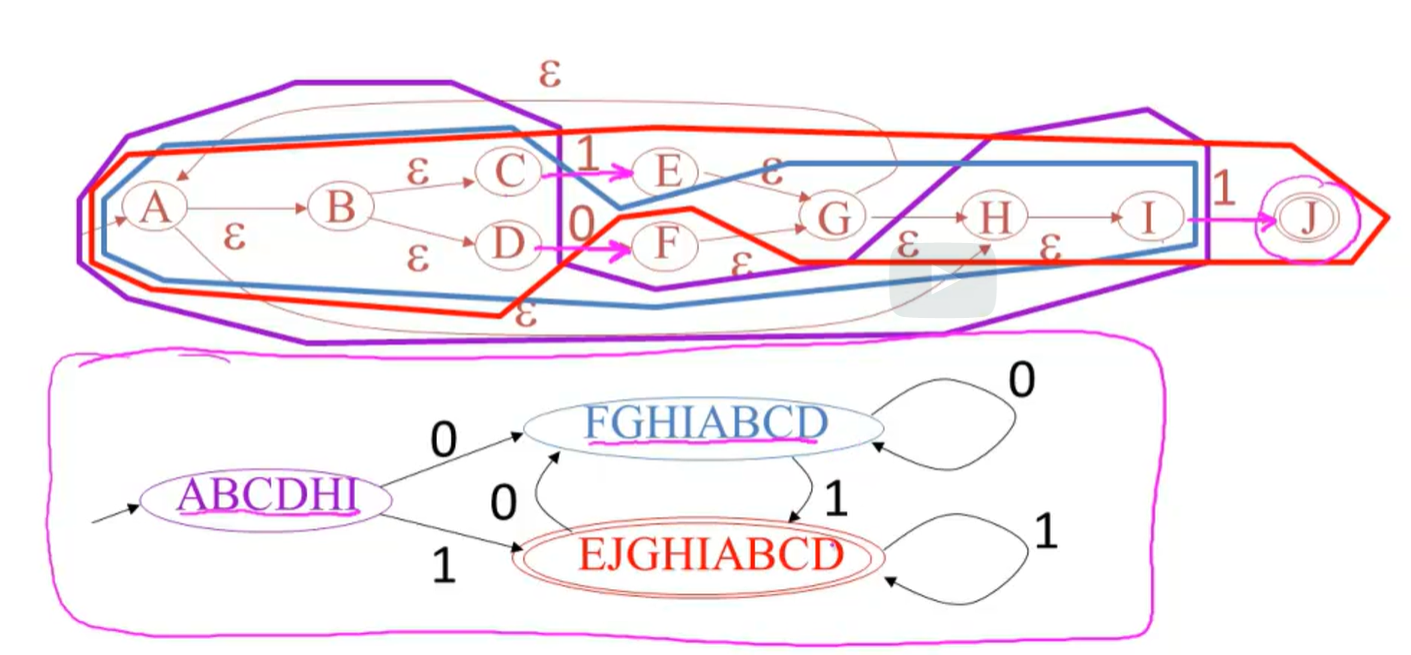 ε
C 1 E ε
ε
A B G H I 1 J
ε D 0 F ε ε
ε ε
ε
0
FGHIABCD
0
ABCDHI 0 1
1 EJGHIABCD 1